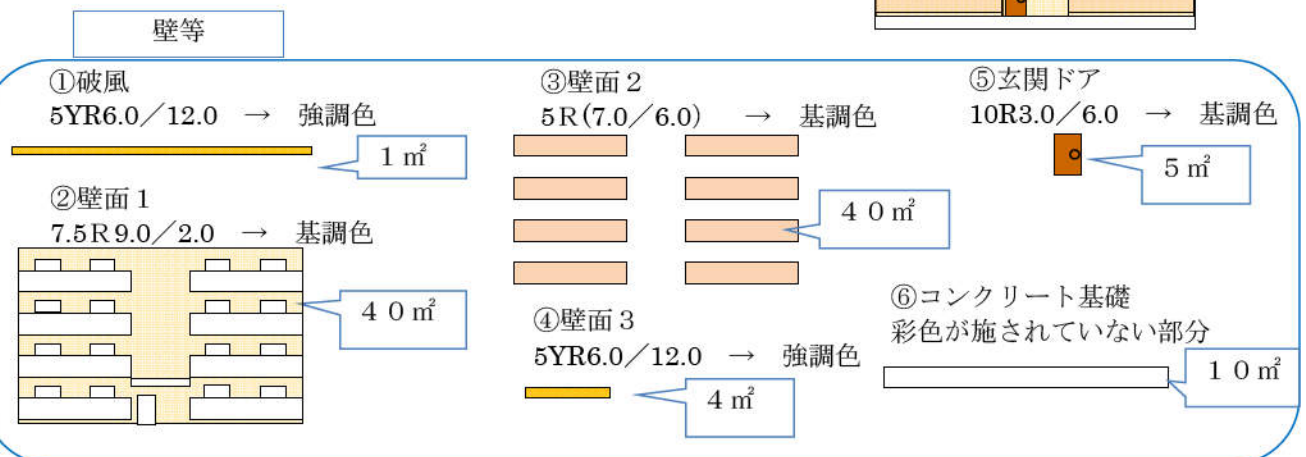 壁等
①破風
5YR6.0／12.0 → 強調色
1㎡
②壁面1
7.5R9.0／2.0 → 基調色
40㎡
③壁面2
5R(7.0／6.0) → 基調色
40㎡
④壁面3
5YR6.0／12.0 → 強調色
4㎡
⑤玄関ドア
10R3.0／6.0 → 基調色
5㎡
⑥コンクリート基礎
彩色が施されていない部分
10㎡